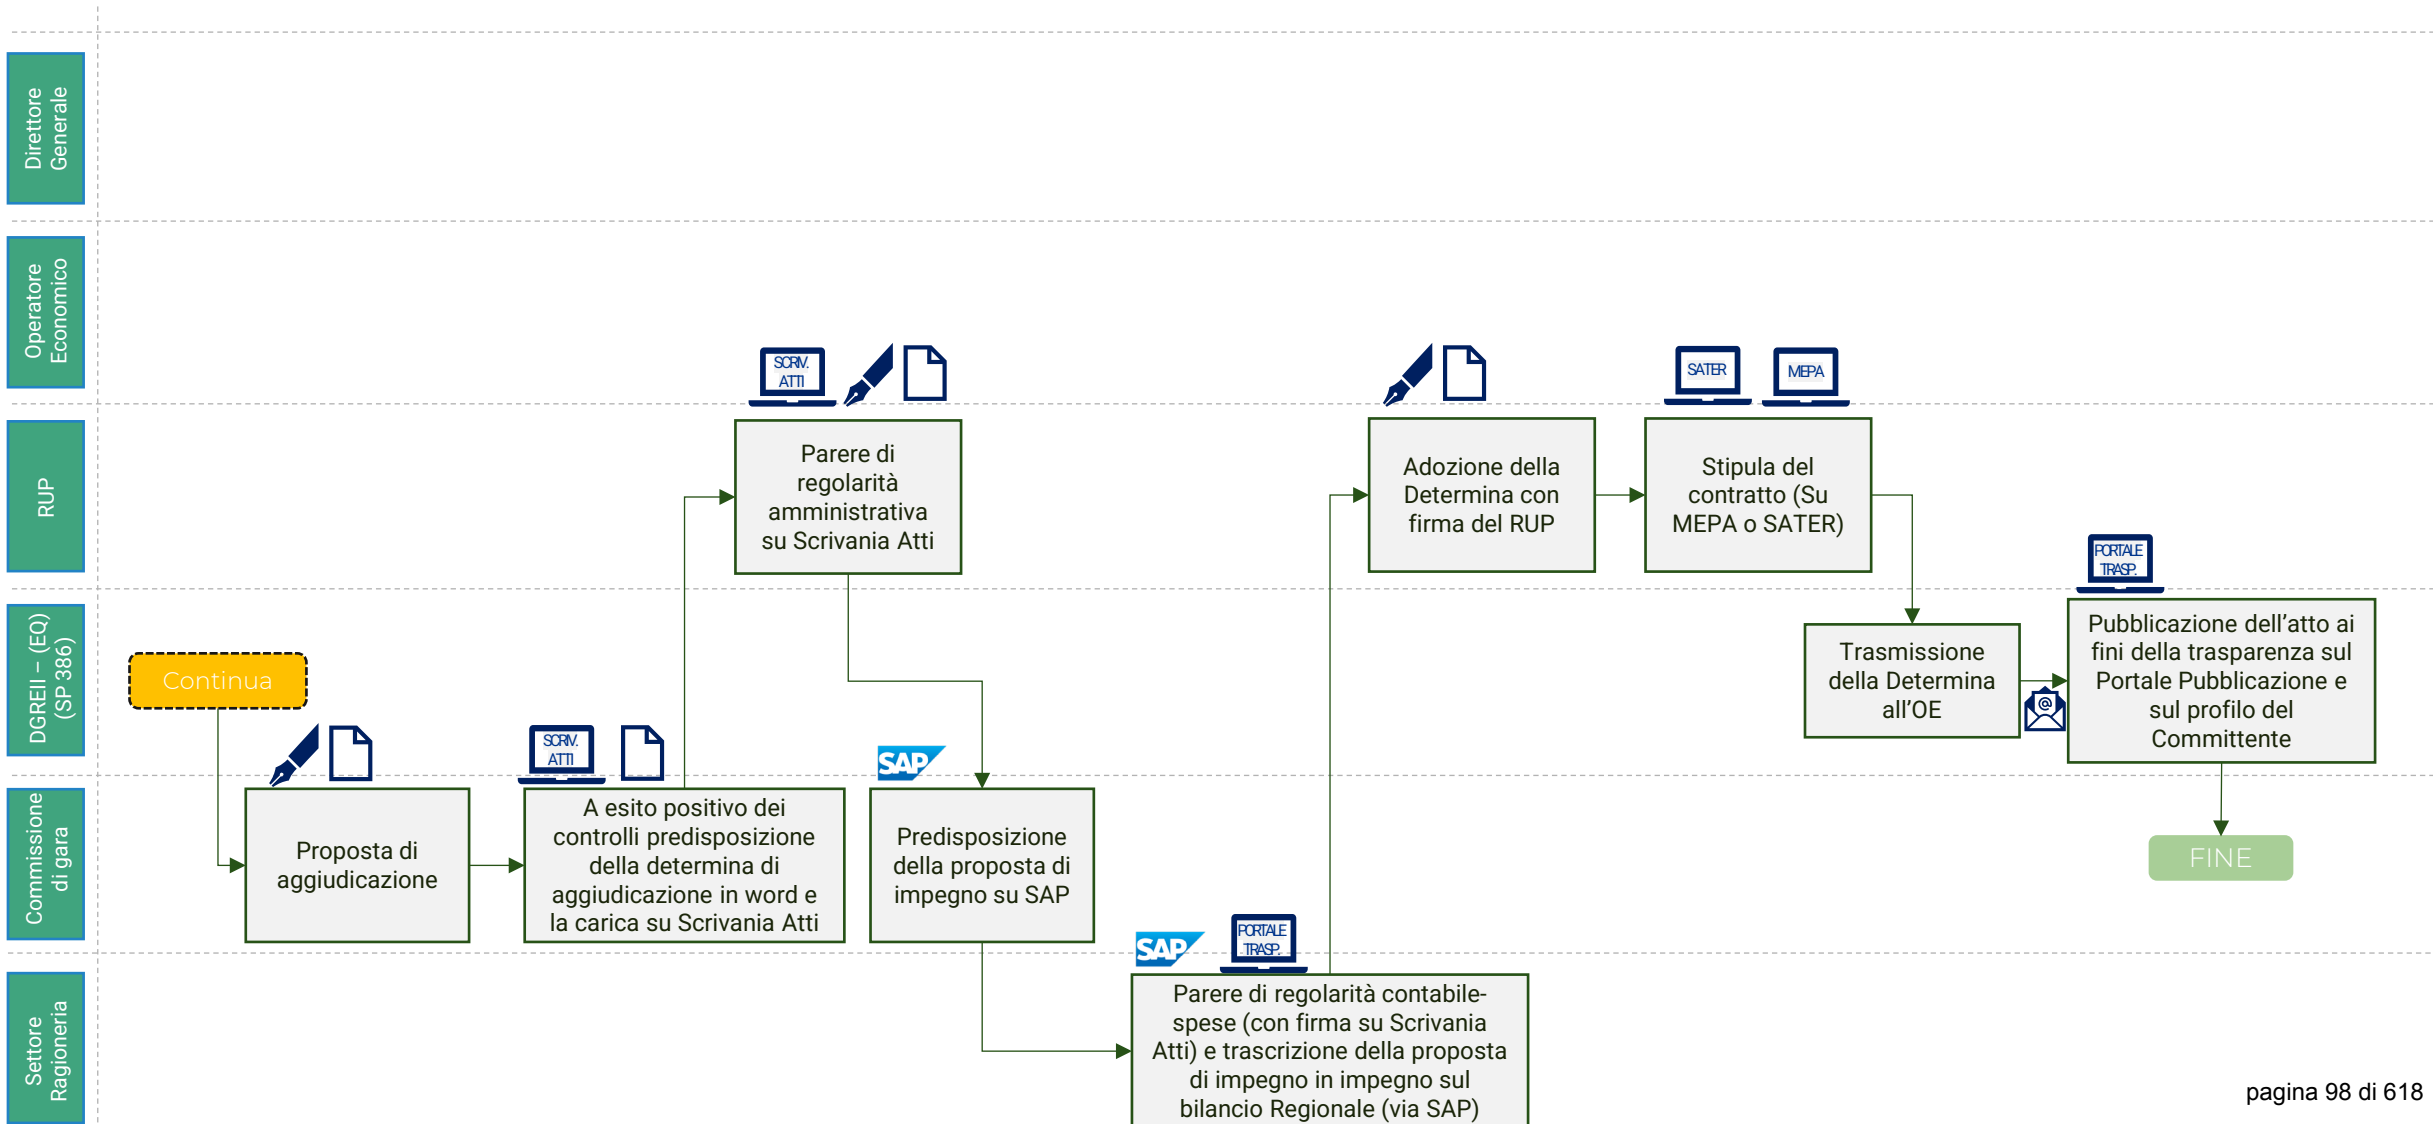 Direttore
Generale
Operatore
Economico
RUP
DGREII – (EQ)
(SP 386)
Commissione
di gara
Settore
Ragioneria
Continua
Proposta di
aggiudicazione
SCRIV.
ATTI
A esito positivo dei
controlli predisposizione
della determina di
aggiudicazione in word e
la carica su Scrivania Atti
SCRIV.
ATTI
Parere di
regolarità
amministrativa
su Scrivania Atti
SAP
Predisposizione
della proposta di
impegno su SAP
SAP
PORTALE
TRASP.
Parere di regolarità contabile-
spese (con firma su Scrivania
Atti) e trascrizione della proposta
di impegno in impegno sul
bilancio Regionale (via SAP)
Adozione della
Determina con
firma del RUP
SATER
MEPA
Stipula del
contratto (Su
MEPA o SATER)
Trasmissione
della Determina
all’OE
@
PORTALE
TRASP.
Pubblicazione dell’atto ai
fini della trasparenza sul
Portale Pubblicazione e
sul profilo del
Committente
FINE
pagina 98 di 618